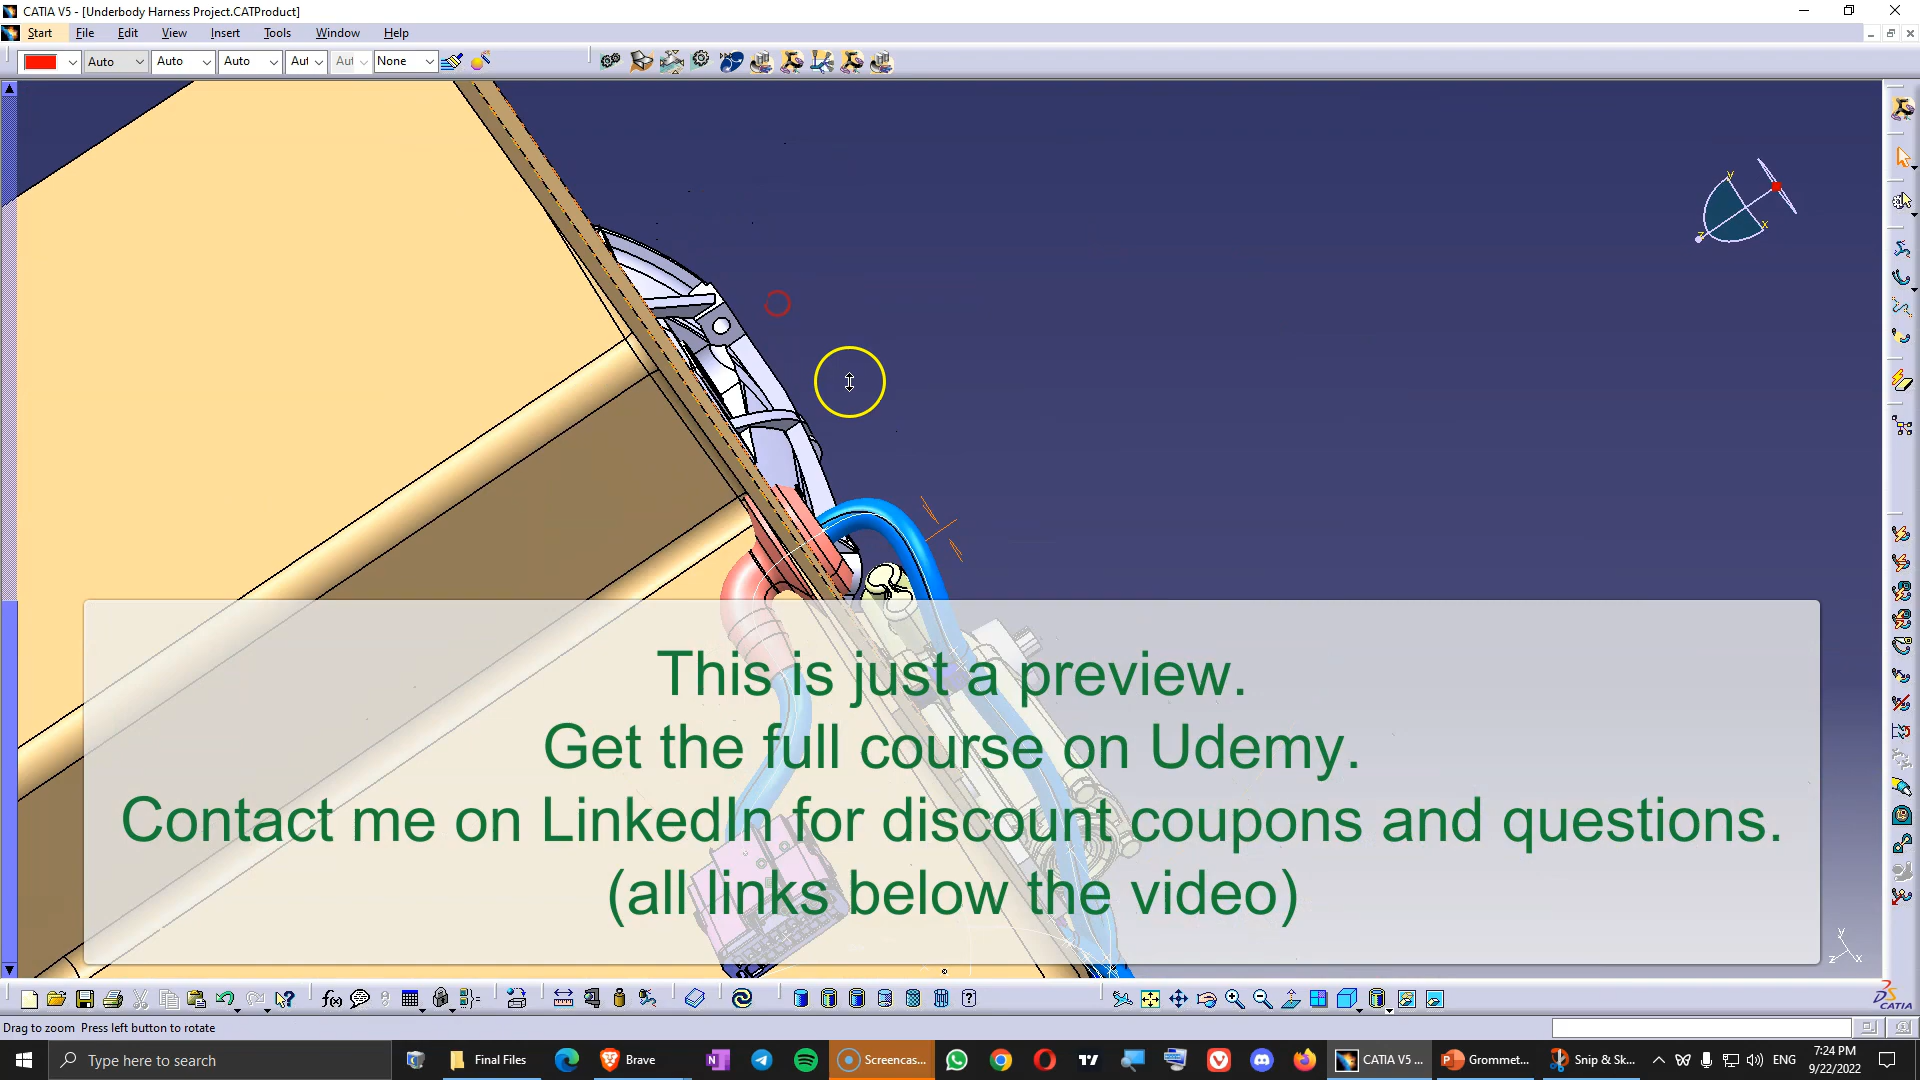 CATIA V5 - [Underbody Harness Project.CATProduct]
Start File Edit View Insert Tools Window Help
Auto Auto Auto Aut Aut None
y
x
z
This is just a preview.
Get the full course on Udemy.
Contact me on LinkedIn for discount coupons and questions.
(all links below the video)
y
z x
f(x)
CATIA
Drag to zoom Press left button to rotate
Type here to search
Final Files
Brave
Screencas...
CATIA V5 ...
Grommet...
Snip & Sk...
ENG
7:24 PM
9/22/2022